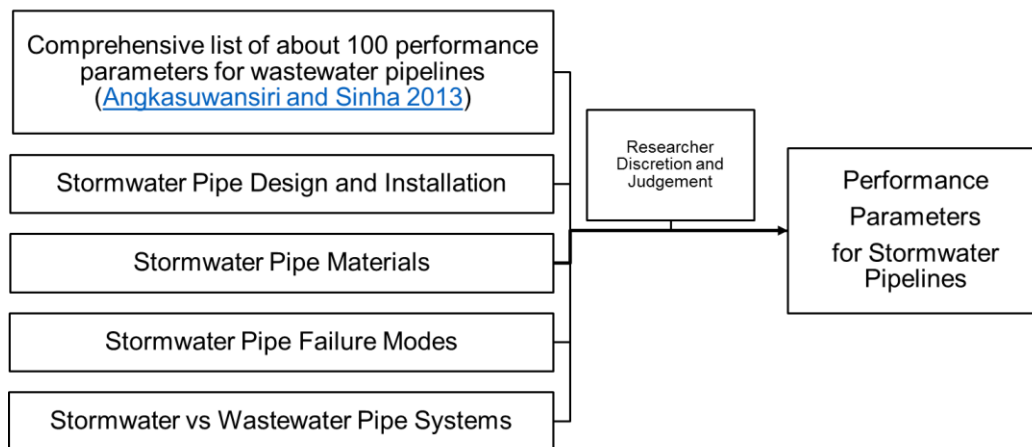 Comprehensive list of about 100 performance
parameters for wastewater pipelines
(Angkasuwansiri and Sinha 2013)
Stormwater Pipe Design and Installation
Stormwater Pipe Materials
Stormwater Pipe Failure Modes
Stormwater vs Wastewater Pipe Systems
Researcher
Discretion and
Judgement
Performance
Parameters
for Stormwater
Pipelines